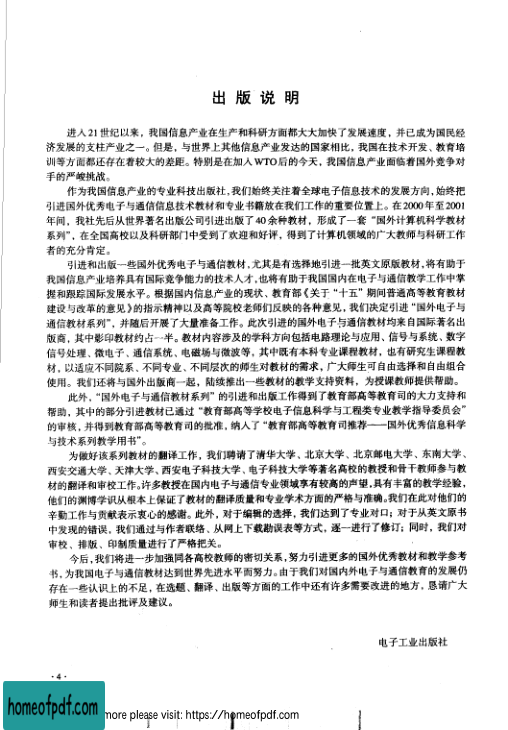 出版说明
进入21世纪以来，我国信息产业在生产和科研方面都大大加快了发展速度，并已成为国民经
济发展的支柱产业之一。但是，与世界上其他信息产业发达的国家相比，我国在技术开发、教育培
训等方面都还存在着较大的差距。特别是在加入WTO后的今天，我国信息产业面临着国外竞争对
手的严峻挑战。
作为我国信息产业的专业科技出版社，我们始终关注着全球电子信息技术的发展方向，始终把
引进国外优秀电子与通信信息技术教材和专业书籍放在我们工作的重要位置上。在2000年至2001
年间，我社先后从世界著名出版公司引进出版了40余种教材，形成了一套“国外计算机科学教材
系列”，在全国高校以及科研部门中受到了欢迎和好评，得到了计算机领域的广大教师与科研工作
者的充分肯定。
引进和出版一些国外优秀电子与通信教材，尤其是有选择地引进一批英文原版教材，将有助于
我国信息产业培养具有国际竞争能力的技术人才，也将有助于我国国内在电子与通信教学工作中掌
握和跟踪国际发展水平。根据国内信息产业的现状、教育部《关于“十五”期间普通高等教育教材
建设与改革的意见》的指示精神以及高等院校老师们反映的各种意见，我们决定引进“国外电子与
通信教材系列”，并随后开展了大量准备工作。此次引进的国外电子与通信教材均来自国际著名出
版商，其中影印教材约占一半。教材内容涉及的学科方向包括电路理论与应用、信号与系统、数字
信号处理、微电子、通信系统、电磁场与微波等，其中既有本科专业课程教材，也有研究生课程教
材，以适应不同院系、不同专业、不同层次的师生对教材的需求，广大师生可自由选择和自由组合
使用。我们还将与国外出版商一起，陆续推出一些教材的教学支持资料，为授课教师提供帮助。
此外，“国外电子与通信教材系列”的引进和出版工作得到了教育部高等教育司的大力支持和
帮助，其中的部分引进教材已通过“教育部高等学校电子信息科学与工程类专业教学指导委员会”
的审核，并得到教育部高等教育司的批准，纳入了“教育部高等教育司推荐——国外优秀信息科学
与技术系列教学用书”。
为做好该系列教材的翻译工作，我们聘请了清华大学、北京大学、北京邮电大学、东南大学、
西安交通大学、天津大学、西安电子科技大学、电子科技大学等著名高校的教授和骨干教师参与教
材的翻译和审校工作。许多教授在国内电子与通信专业领域享有较高的声望，具有丰富的教学经验，
他们的渊博学识从根本上保证了教材的翻译质量和专业学术方面的严格与准确。我们在此对他们的
辛勤工作与贡献表示衷心的感谢。此外，对于编辑的选择，我们达到了专业对口；对于从英文原书
中发现的错误，我们通过与作者联络、从网上下载勘误表等方式，逐一进行了修订；同时，我们对
审校、排版、印制质量进行了严格把关。
今后，我们将进一步加强同各高校教师的密切关系，努力引进更多的国外优秀教材和教学参考
书，为我国电子与通信教材达到世界先进水平而努力。由于我们对国内外电子与通信教育的发展仍
存在一些认识上的不足，在选题、翻译、出版等方面的工作中还有许多需要改进的地方，恳请广大
师生和读者提出批评及建议。
电子工业出版社
·4·
homeofpdf.com
more please visit: https://homeofpdf.com